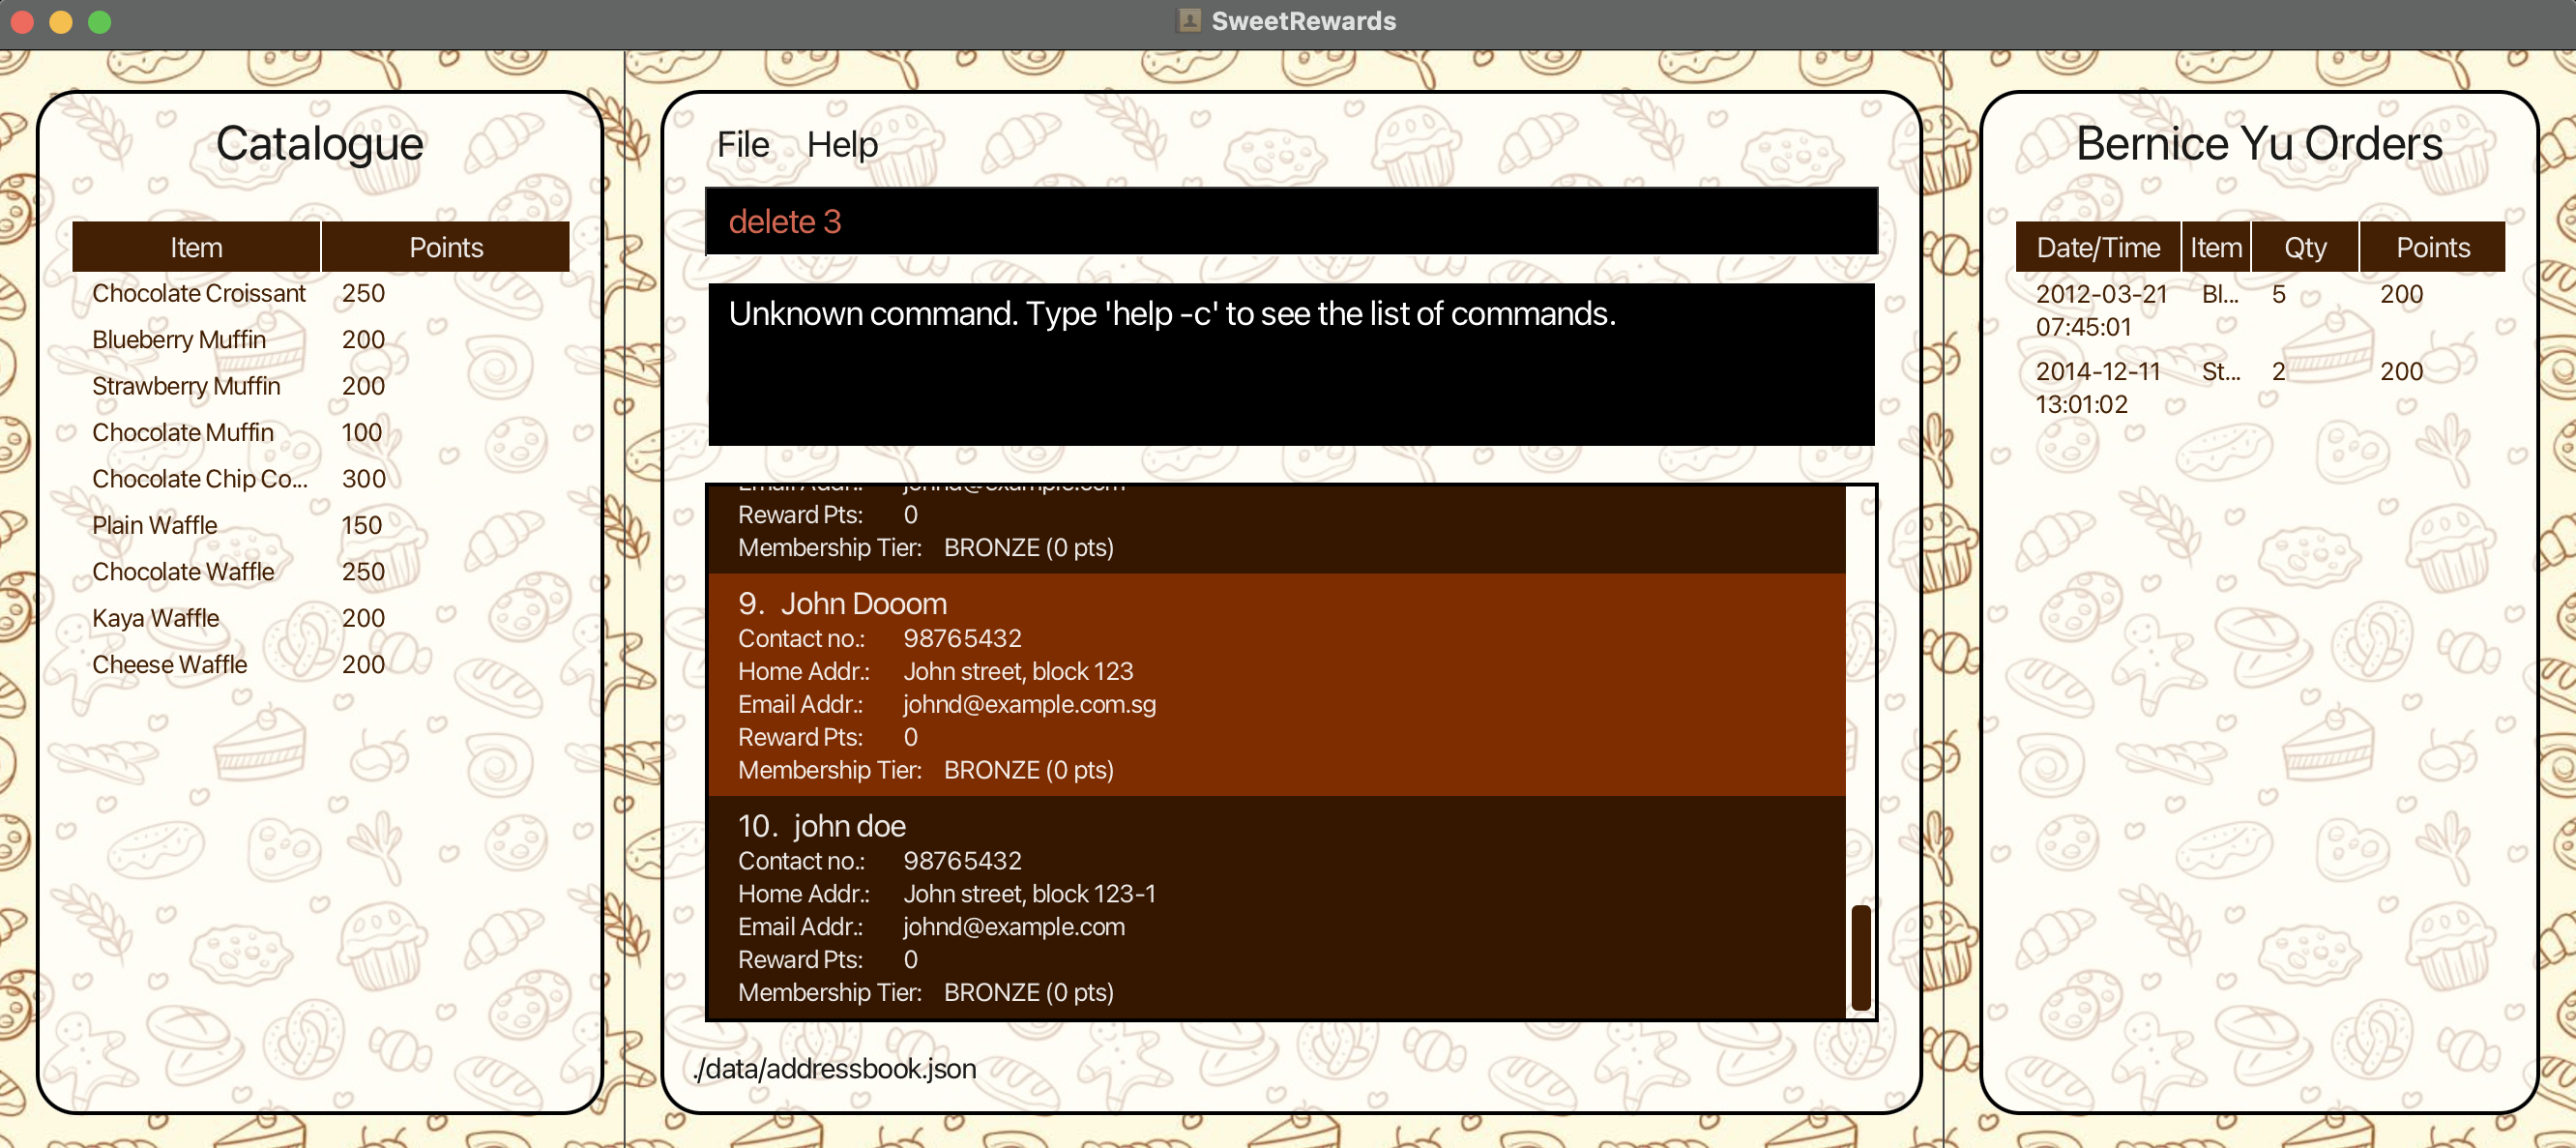 SweetRewards
Catalogue
Item Points
Chocolate Croissant 250
Blueberry Muffin 200
Strawberry Muffin 200
Chocolate Muffin 100
Chocolate Chip Co... 300
Plain Waffle 150
Chocolate Waffle 250
Kaya Waffle 200
Cheese Waffle 200
File Help
delete 3
Unknown command. Type 'help -c' to see the list of commands.
Email Addr.: johnd@example.com
Reward Pts: 0
Membership Tier: BRONZE (0 pts)
9. John Dooom
Contact no.: 98765432
Home Addr.: John street, block 123
Email Addr.: johnd@example.com.sg
Reward Pts: 0
Membership Tier: BRONZE (0 pts)
10. john doe
Contact no.: 98765432
Home Addr.: John street, block 123-1
Email Addr.: johnd@example.com
Reward Pts: 0
Membership Tier: BRONZE (0 pts)
./data/addressbook.json
Bernice Yu Orders
Date/Time Item Qty Points
2012-03-21 Bl... 5 200
07:45:01
2014-12-11 St... 2 200
13:01:02